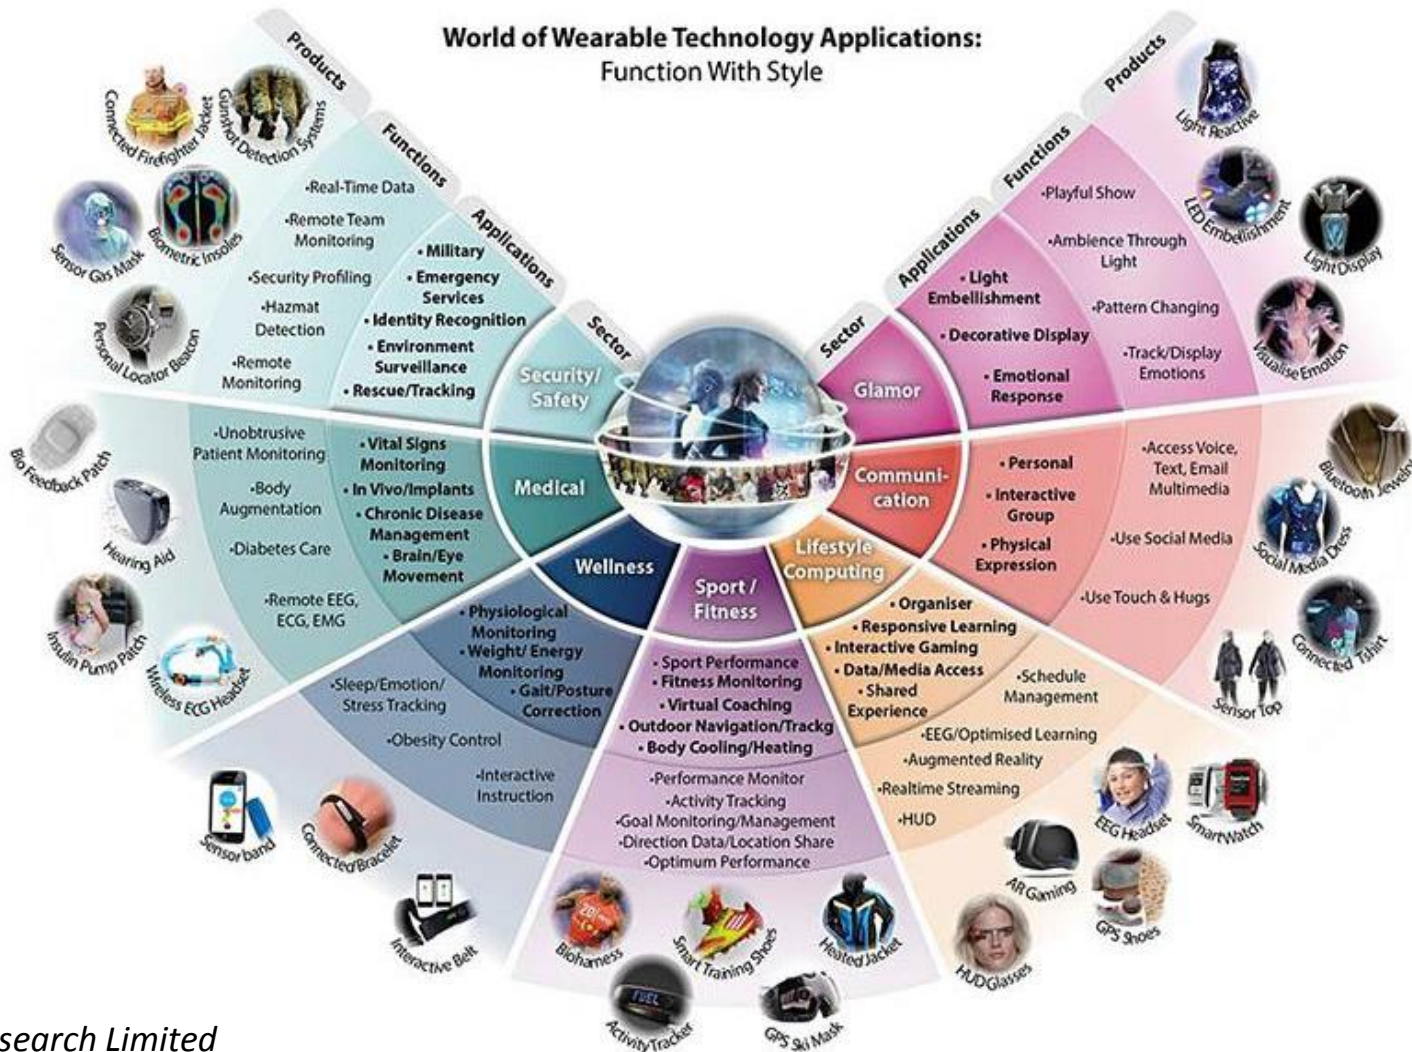 World of Wearable Technology Applications:
Function With Style
Products
Functions
Applications
Sector
Security/
Safety
• Military
• Emergency
Services
• Identity Recognition
• Environment
Surveillance
• Rescue/Tracking
•Real-Time Data
•Remote Team
Monitoring
•Security Profiling
•Hazmat
Detection
•Remote
Monitoring
Connected Firefighter Jacket
Gunshot Detection Systems
Sensor Gas Mask
Biometric Insoles
Personal Locator Beacon
Medical
• Vital Signs
Monitoring
• In Vivo/Implants
• Chronic Disease
Management
• Brain/Eye
Movement
•Unobtrusive
Patient Monitoring
•Body
Augmentation
•Diabetes Care
•Remote EEG,
ECG, EMG
Bio Feedback Patch
Hearing Aid
Insulin Pump Patch
Wireless ECG Headset
Wellness
• Physiological
Monitoring
• Weight/ Energy
Monitoring
• Gait/Posture
Correction
•Sleep/Emotion/
Stress Tracking
•Obesity Control
•Interactive
Instruction
Sensor band
Connected Bracelet
Interactive Belt
Sport /
Fitness
• Sport Performance
• Fitness Monitoring
• Virtual Coaching
• Outdoor Navigation/Trackg
• Body Cooling/Heating
•Performance Monitor
•Activity Tracking
•Goal Monitoring/Management
•Direction Data/Location Share
•Optimum Performance
Bioharness
Smart Training Shoes
Heated Jacket
Activity Tracker
FUEL
GPS Ski Mask
Lifestyle
Computing
• Organiser
• Responsive Learning
• Interactive Gaming
• Data/Media Access
• Shared
Experience
•Schedule
Management
•EEG/Optimised Learning
•Augmented Reality
•Realtime Streaming
•HUD
EEG Headset
SmartWatch
AR Gaming
GPS Shoes
HUD Glasses
Communi-
cation
• Personal
• Interactive
Group
• Physical
Expression
•Access Voice,
Text, Email
Multimedia
•Use Social Media
•Use Touch & Hugs
Bluetooth Jewelry
Social Media Dress
Connected Tshirt
Sensor Top
Products
Functions
Applications
Sector
Glamor
• Light
Embellishment
• Decorative Display
• Emotional
Response
•Playful Show
•Ambience Through
Light
•Pattern Changing
•Track/Display
Emotions
Light Reactive
LED Embellishment
Light Display
Visualise Emotion
search Limited